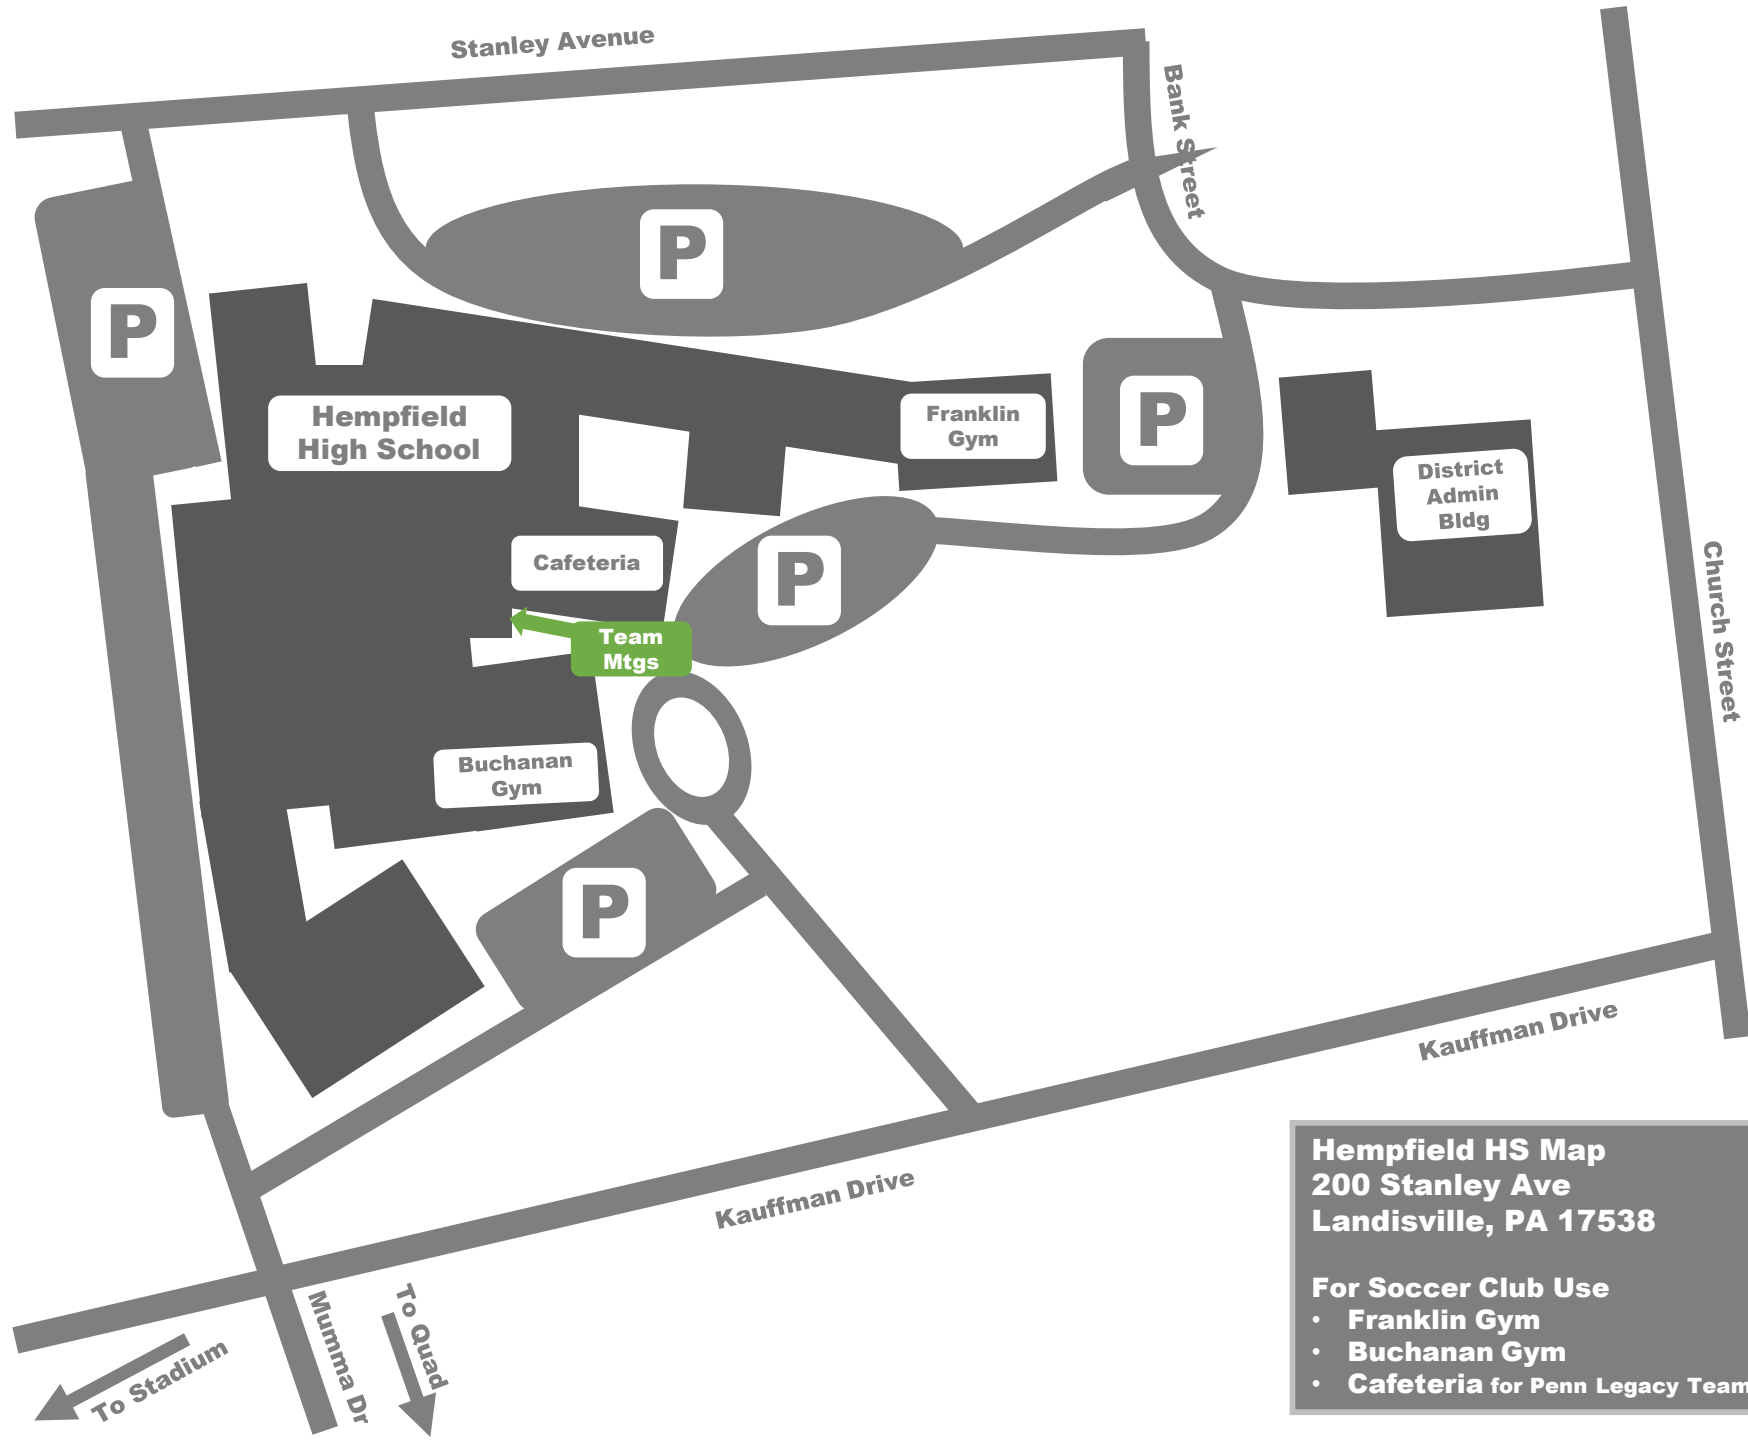 Stanley Avenue
Bank Street
P
P
Hempfield
High School
Franklin
Gym
P
District
Admin
Bldg
Cafeteria
P
Team
Mtgs
Church Street
Buchanan
Gym
P
Kauffman Drive
Kauffman Drive
Hempfield HS Map
200 Stanley Ave
Landisville, PA 17538
For Soccer Club Use
• Franklin Gym
• Buchanan Gym
• Cafeteria for Penn Legacy Team
To Stadium
Mumma Dr
To Quad